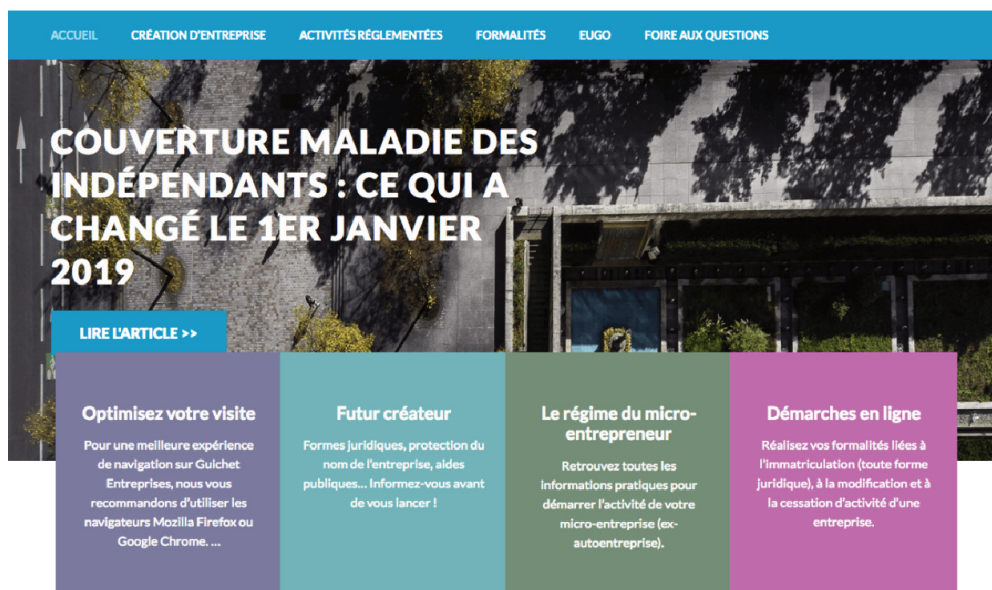 ACCUEIL CRÉATION D'ENTREPRISE ACTIVITÉS RÉGLEMENTÉES FORMALITÉS EUGO FOIRE AUX QUESTIONS
COUVERTURE MALADIE DES
INDÉPENDANTS : CE QUI A
CHANGÉ LE 1ER JANVIER
2019
LIRE L'ARTICLE >>
Optimisez votre visite
Pour une meilleure expérience
de navigation sur Guichet
Entreprises, nous vous
recommandons d'utiliser les
navigateurs Mozilla Firefox ou
Google Chrome. ...
Futur créateur
Formes juridiques, protection du
nom de l'entreprise, aides
publiques... Informez-vous avant
de vous lancer !
Le régime du micro-
entrepreneur
Retrouvez toutes les
informations pratiques pour
démarrer l'activité de votre
micro-entreprise (ex-
autoentreprise).
Démarches en ligne
Réalisez vos formalités liées à
l'immatriculation (toute forme
juridique), à la modification et à
la cessation d'activité d'une
entreprise.